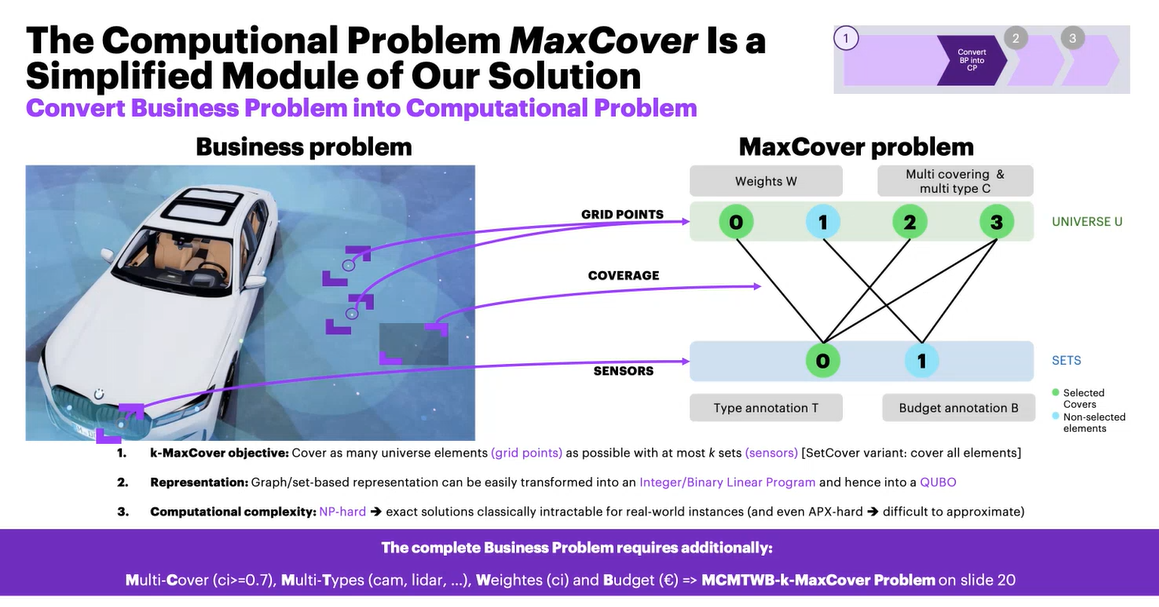 The Computional Problem MaxCover Is a
Simplified Module of Our Solution
Convert Business Problem into Computational Problem
1
Convert
BP into
CP
2
3
Business problem
MaxCover problem
Weights W
Multi covering &
multi type C
GRID POINTS
0 1 2 3
UNIVERSE U
COVERAGE
SENSORS
0 1
SETS
Type annotation T
Budget annotation B
Selected
Covers
Non-selected
elements
1. k-MaxCover objective: Cover as many universe elements (grid points) as possible with at most k sets (sensors) [SetCover variant: cover all elements]
2. Representation: Graph/set-based representation can be easily transformed into an Integer/Binary Linear Program and hence into a QUBO
3. Computational complexity: NP-hard ➔ exact solutions classically intractable for real-world instances (and even APX-hard ➔ difficult to approximate)
The complete Business Problem requires additionally:
Multi-Cover (ci>=0.7), Multi-Types (cam, lidar, ...), Weightes (ci) and Budget (€) => MCMTWB-k-MaxCover Problem on slide 20